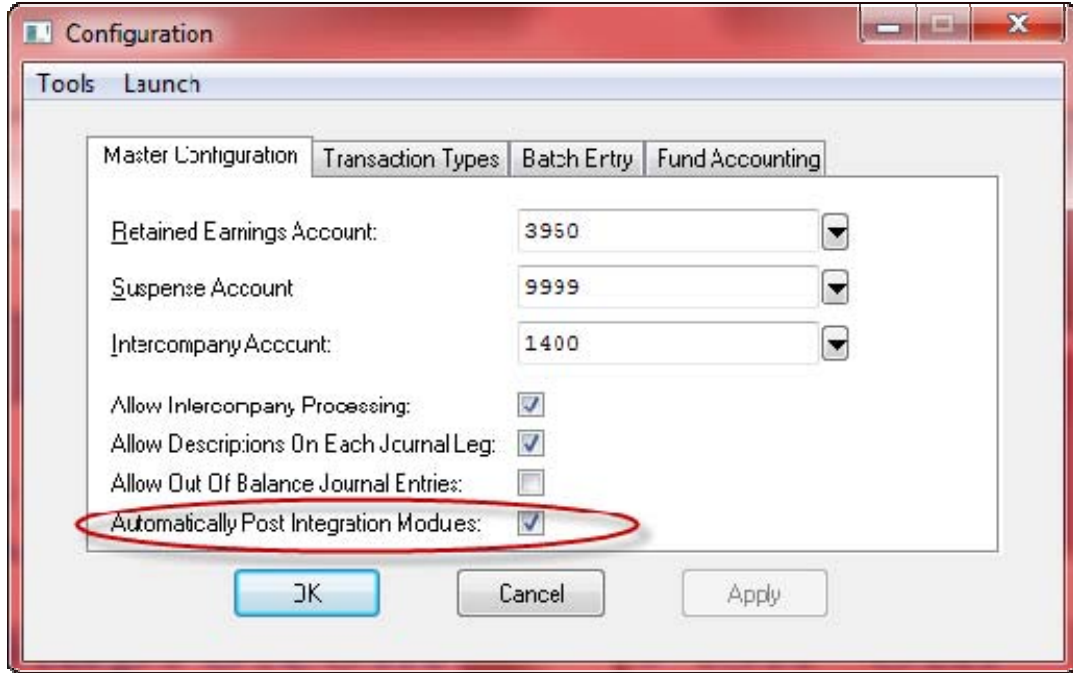 Configuration
Tools Launch
Master Configuration Transaction Types Batch Entry Fund Accounting
Retained Earnings Account: 3950
Suspense Account 9999
Intercompany Account: 1400
Allow Intercompany Processing:
Allow Descriptions On Each Journal Leg:
Allow Out Of Balance Journal Entries:
Automatically Post Integration Modules:
OK Cancel Apply